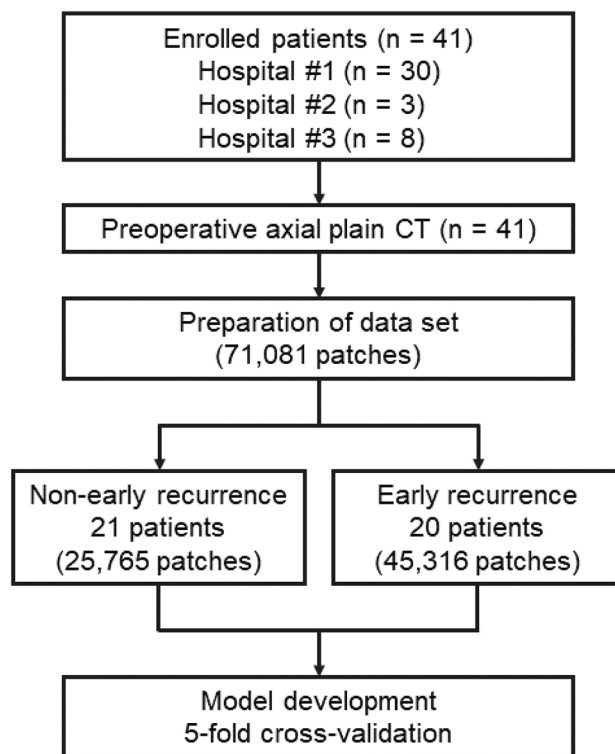 Enrolled patients (n = 41)
Hospital #1 (n = 30)
Hospital #2 (n = 3)
Hospital #3 (n = 8)
Preoperative axial plain CT (n = 41)
Preparation of data set
(71,081 patches)
Non-early recurrence
21 patients
(25,765 patches)
Early recurrence
20 patients
(45,316 patches)
Model development
5-fold cross-validation